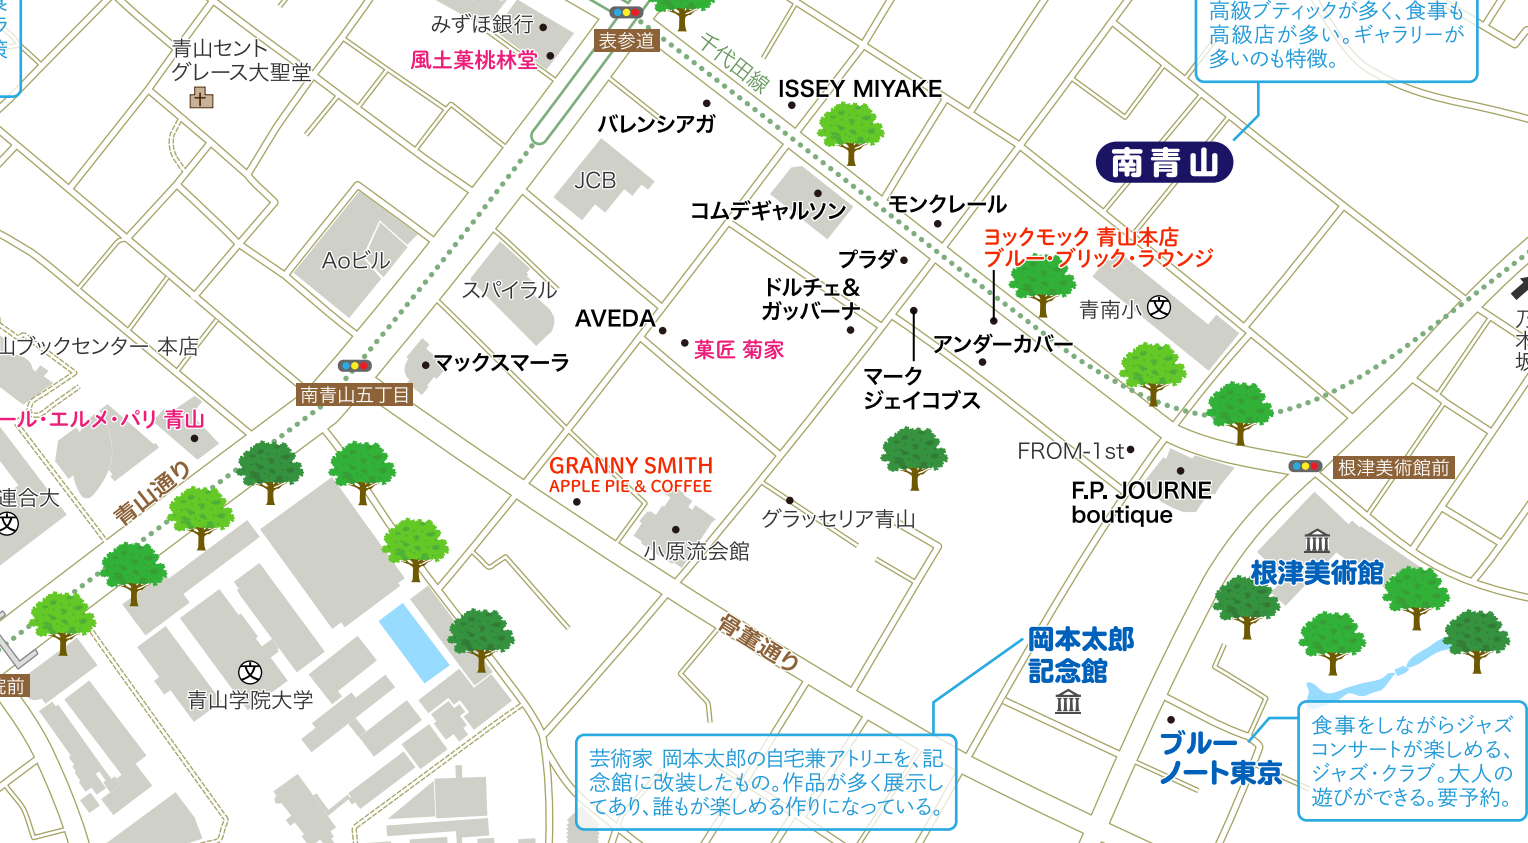 みずほ銀行
風土菓桃林堂
表参道
千代田線
青山セント
グレース大聖堂
高級ブティックが多く、食事も
高級店が多い。ギャラリーが
多いのも特徴。
ISSEY MIYAKE
バレンシアガ
南青山
JCB
コムデギャルソン
モンクレール
ヨックモック 青山本店
ブルー・ブリック・ラウンジ
プラダ
Aoビル
スパイラル
ドルチェ&
ガッバーナ
青南小
文
AVEDA
菓匠 菊家
アンダーカバー
乃
木
坂
山ブックセンター 本店
マックスマーラ
マーク
ジェイコブス
南青山五丁目
ール・エルメ・パリ 青山
FROM-1st
根津美術館前
GRANNY SMITH
APPLE PIE & COFFEE
F.P. JOURNE
boutique
青山通り
連合大
文
グラッセリア青山
小原流会館
根津美術館
骨董通り
岡本太郎
記念館
文
青山学院大学
院前
ブルー
ノート東京
芸術家 岡本太郎の自宅兼アトリエを、記
念館に改装したもの。作品が多く展示し
てあり、誰もが楽しめる作りになっている。
食事をしながらジャズ
コンサートが楽しめる、
ジャズ・クラブ。大人の
遊びができる。要予約。